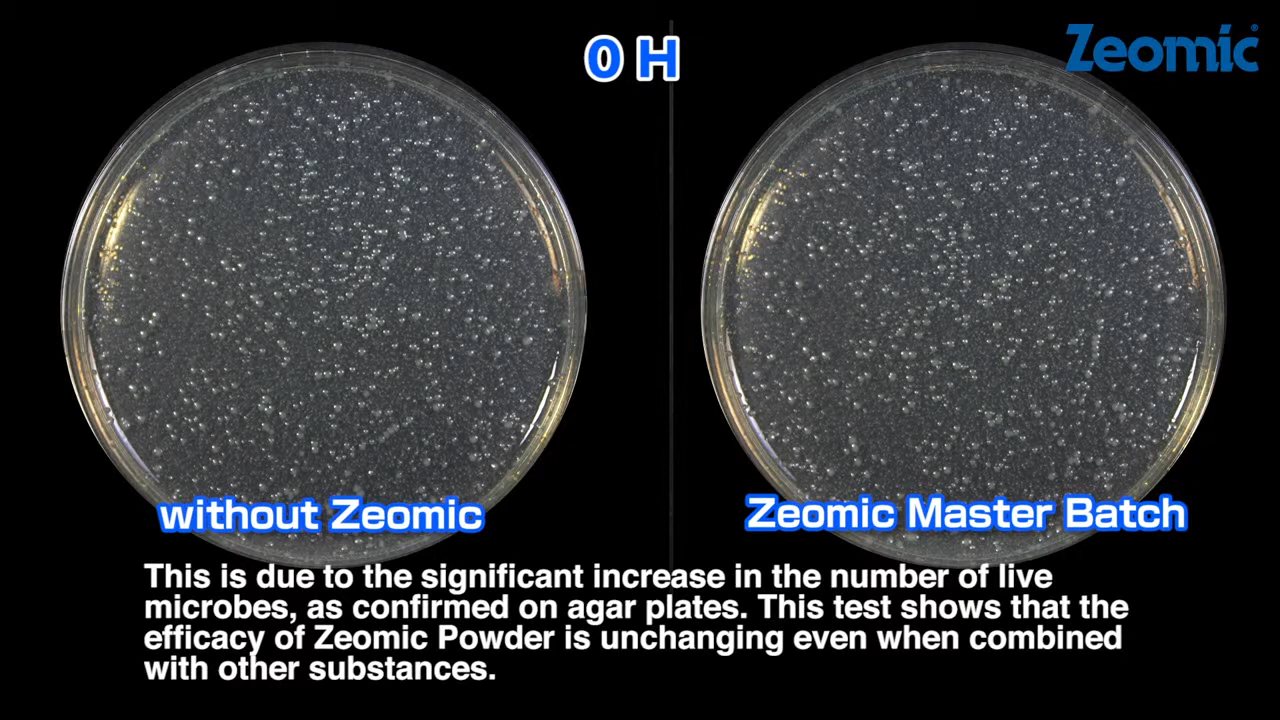 0 H
Zeomic®
without Zeomic
Zeomic Master Batch
This is due to the significant increase in the number of live
microbes, as confirmed on agar plates. This test shows that the
efficacy of Zeomic Powder is unchanging even when combined
with other substances.